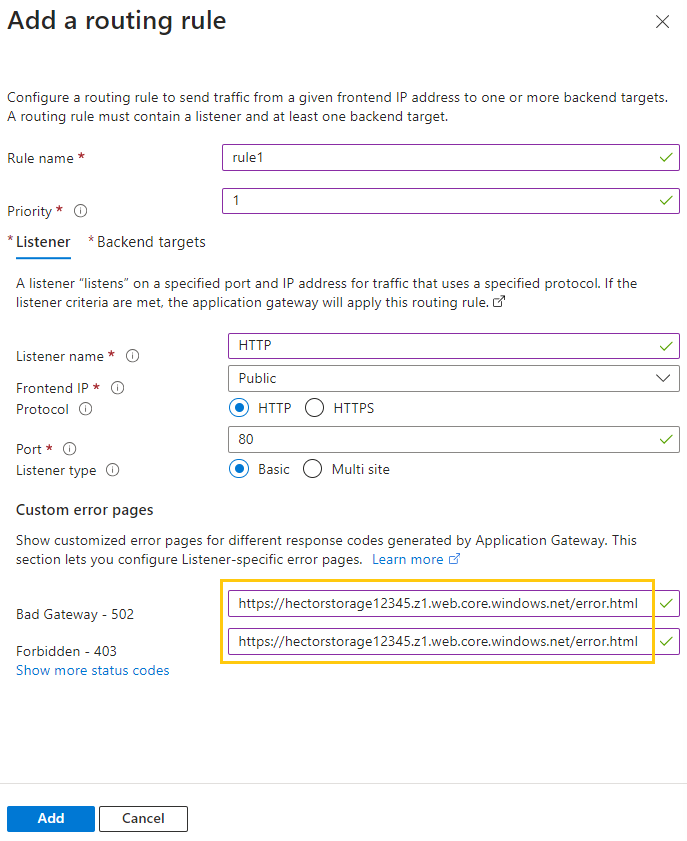 Add a routing rule
Configure a routing rule to send traffic from a given frontend IP address to one or more backend targets.
A routing rule must contain a listener and at least one backend target.
Rule name * rule1
Priority * 1
* Listener * Backend targets
A listener “listens” on a specified port and IP address for traffic that uses a specified protocol. If the
listener criteria are met, the application gateway will apply this routing rule.
Listener name * HTTP
Frontend IP * Public
Protocol HTTP HTTPS
Port * 80
Listener type Basic Multi site
Custom error pages
Show customized error pages for different response codes generated by Application Gateway. This
section lets you configure Listener-specific error pages. Learn more
Bad Gateway - 502 https://hectorstorage12345.z1.web.core.windows.net/error.html
Forbidden - 403 https://hectorstorage12345.z1.web.core.windows.net/error.html
Show more status codes
Add Cancel